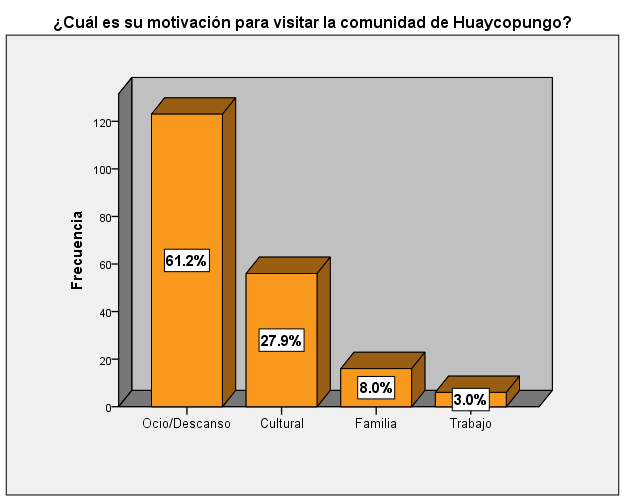 ¿Cuál es su motivación para visitar la comunidad de Huaycopungo?
Frecuencia
120
100
80
60
40
20
0
61.2%
27.9%
8.0%
3.0%
Ocio/Descanso
Cultural
Familia
Trabajo